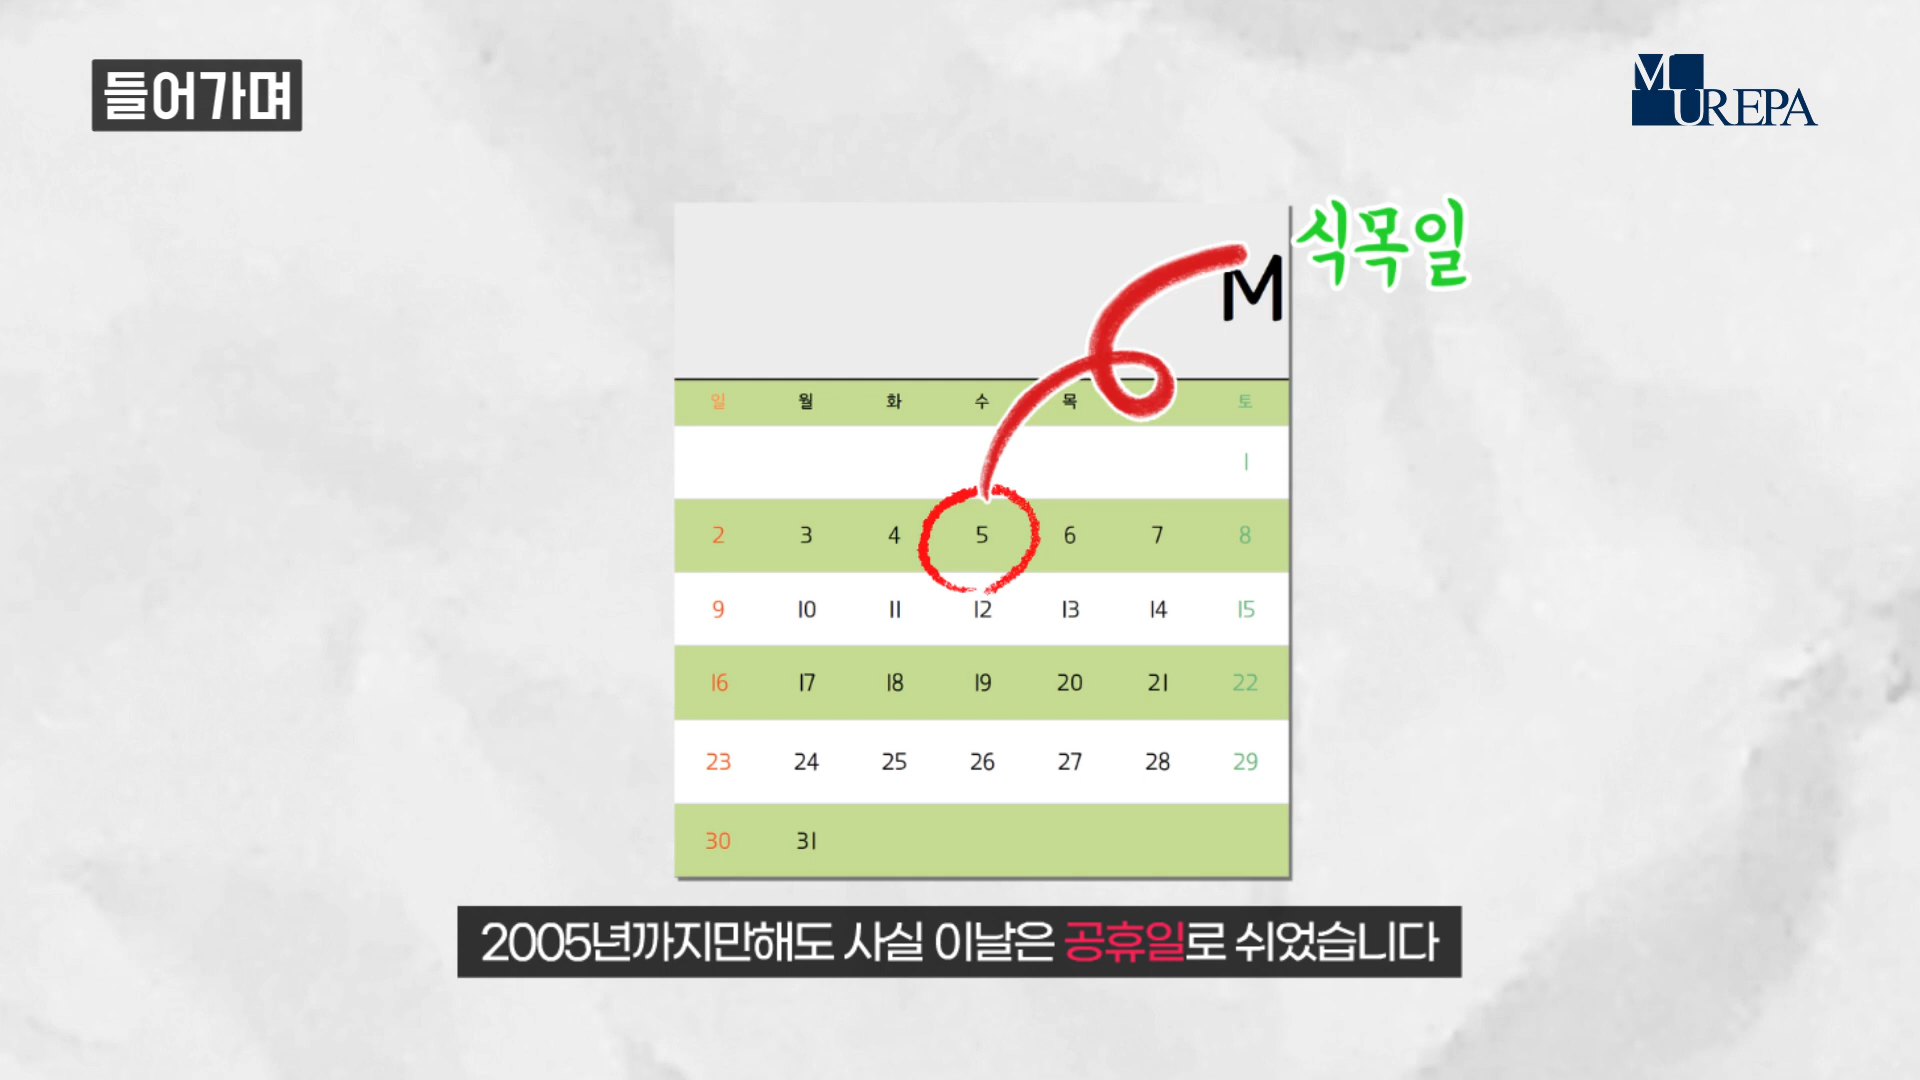 들어가며
MUREPA
식목일
M
일 월 화 수 목 토
1
2 3 4 5 6 7 8
9 10 11 12 13 14 15
16 17 18 19 20 21 22
23 24 25 26 27 28 29
30 31
2005년까지만해도 사실 이날은 공휴일로 쉬었습니다